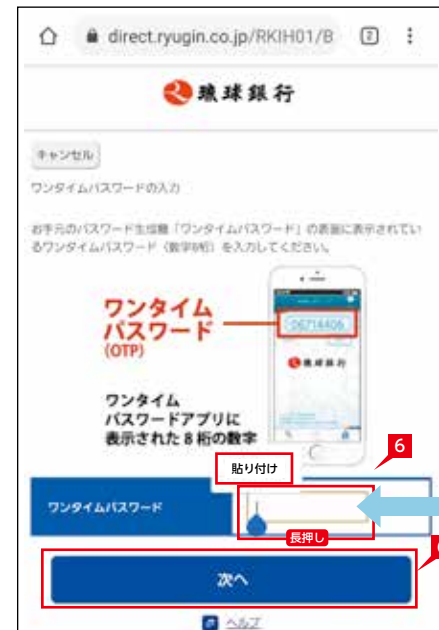 direct.ryugin.co.jp/RKIH01/B
2
琉球銀行
キャンセル
ワンタイムパスワードの入力
お手元のパスワード生成機「ワンタイムパスワード」の表面に表示されてい
るワンタイムパスワード（数字8桁）を入力してください。
ワンタイム
パスワード
(OTP)
06714406
琉球銀行
ワンタイム
パスワードアプリに
表示された8桁の数字
6
貼り付け
ワンタイムパスワード
長押し
次へ
ヘルプ